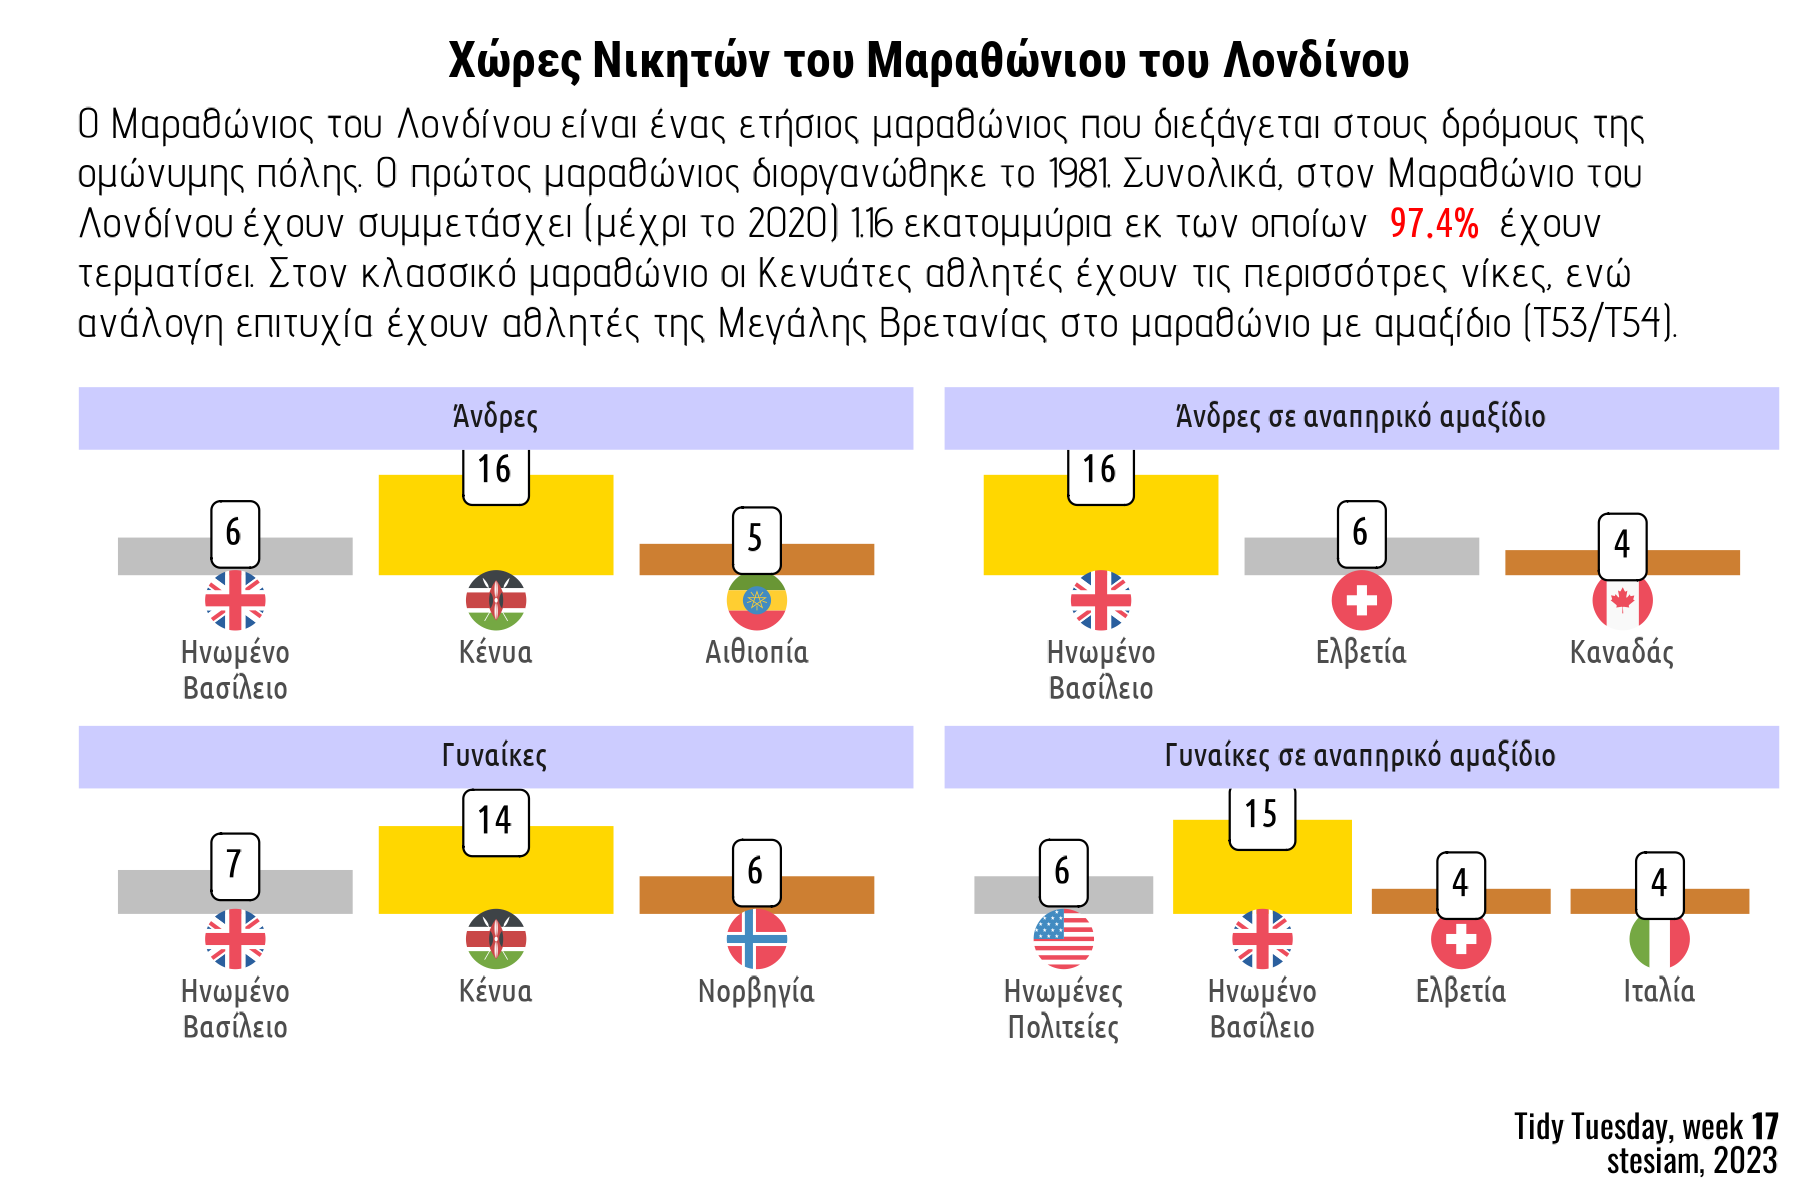 Χώρες Νικητών του Μαραθώνιου του Λονδίνου
Ο Μαραθώνιος του Λονδίνου είναι ένας ετήσιος μαραθώνιος που διεξάγεται στους δρόμους της
ομώνυμης πόλης. Ο πρώτος μαραθώνιος διοργανώθηκε το 1981. Συνολικά, στον Μαραθώνιο του
Λονδίνου έχουν συμμετάσχει (μέχρι το 2020) 1.16 εκατομμύρια εκ των οποίων 97.4% έχουν
τερματίσει. Στον κλασσικό μαραθώνιο οι Κενυάτες αθλητές έχουν τις περισσότρες νίκες, ενώ
ανάλογη επιτυχία έχουν αθλητές της Μεγάλης Βρετανίας στο μαραθώνιο με αμαξίδιο (T53/T54).
Άνδρες
6
16
5
Ηνωμένο
Βασίλειο
Κένυα
Αιθιοπία
Άνδρες σε αναπηρικό αμαξίδιο
16
6
4
Ηνωμένο
Βασίλειο
Ελβετία
Καναδάς
Γυναίκες
7
14
6
Ηνωμένο
Βασίλειο
Κένυα
Νορβηγία
Γυναίκες σε αναπηρικό αμαξίδιο
6
15
4
4
Ηνωμένες
Πολιτείες
Ηνωμένο
Βασίλειο
Ελβετία
Ιταλία
Tidy Tuesday, week 17
stesiam, 2023